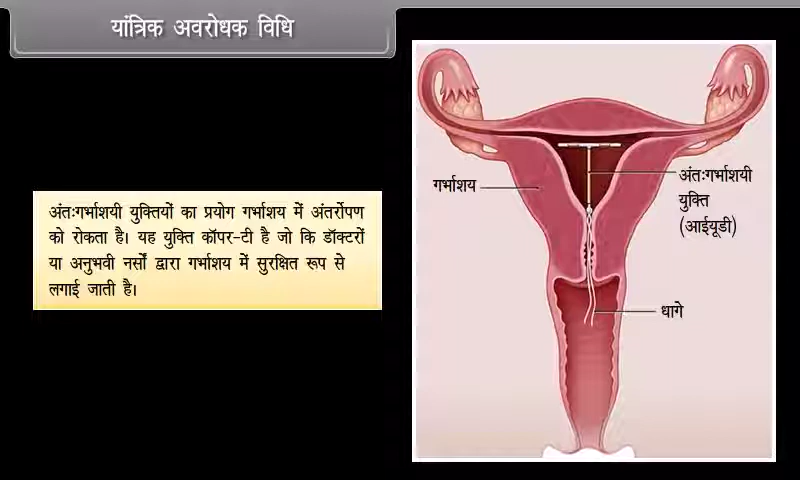 यांत्रिक अवरोधक विधि
अंतःगर्भाशयी युक्तियों का प्रयोग गर्भाशय में अंतर्रोपण
को रोकता है। यह युक्ति कॉपर-टी है जो कि डॉक्टरों
या अनुभवी नर्सों द्वारा गर्भाशय में सुरक्षित रूप से
लगाई जाती है।
गर्भाशय
अंतःगर्भाशयी
युक्ति
(आईयूडी)
धागे